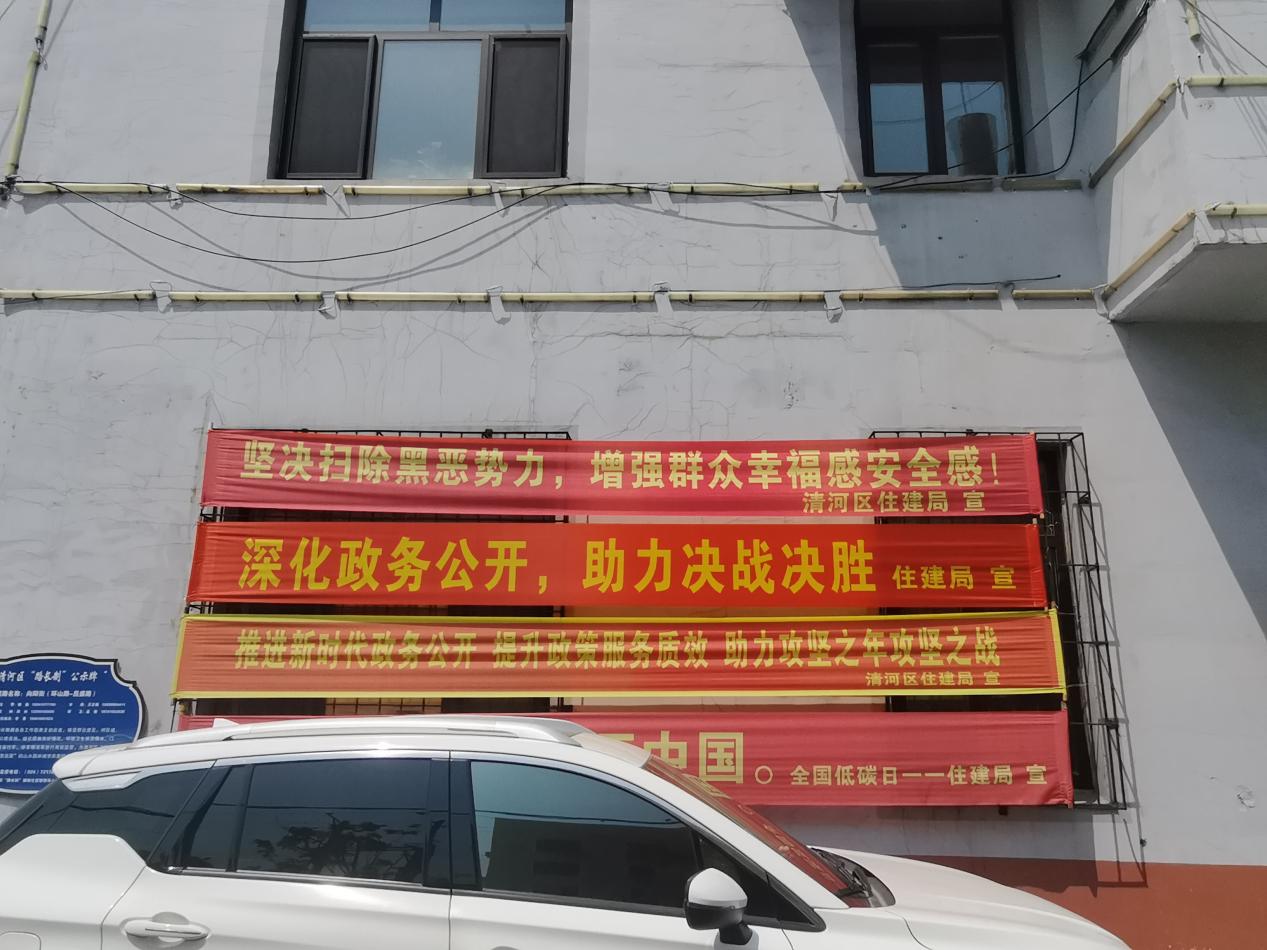 坚决扫除黑恶势力，增强群众幸福感安全感！
清河区住建局 宣
深化政务公开，助力决战决胜 住建局 宣
推进新时代政务公开 提升政策服务质效 助力攻坚之年攻坚之战
清河区住建局 宣
中国。全国低碳日——住建局 宣
清河区“路长制”公示牌